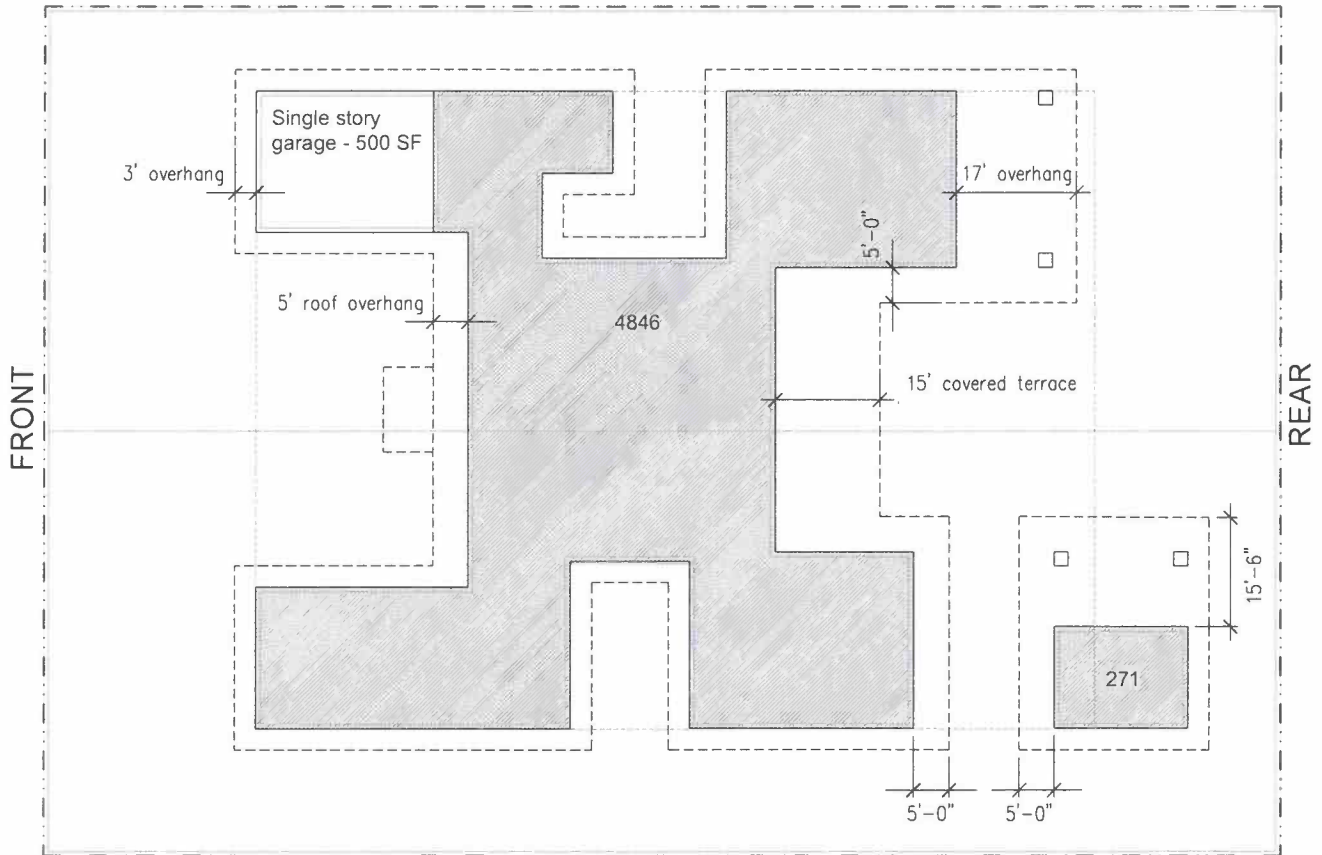 Single story
garage - 500 SF
3' overhang
17' overhang
5'-0"
5' roof overhang
4846
FRONT
15' covered terrace
REAR
15'-6"
271
5'-0"
5'-0"